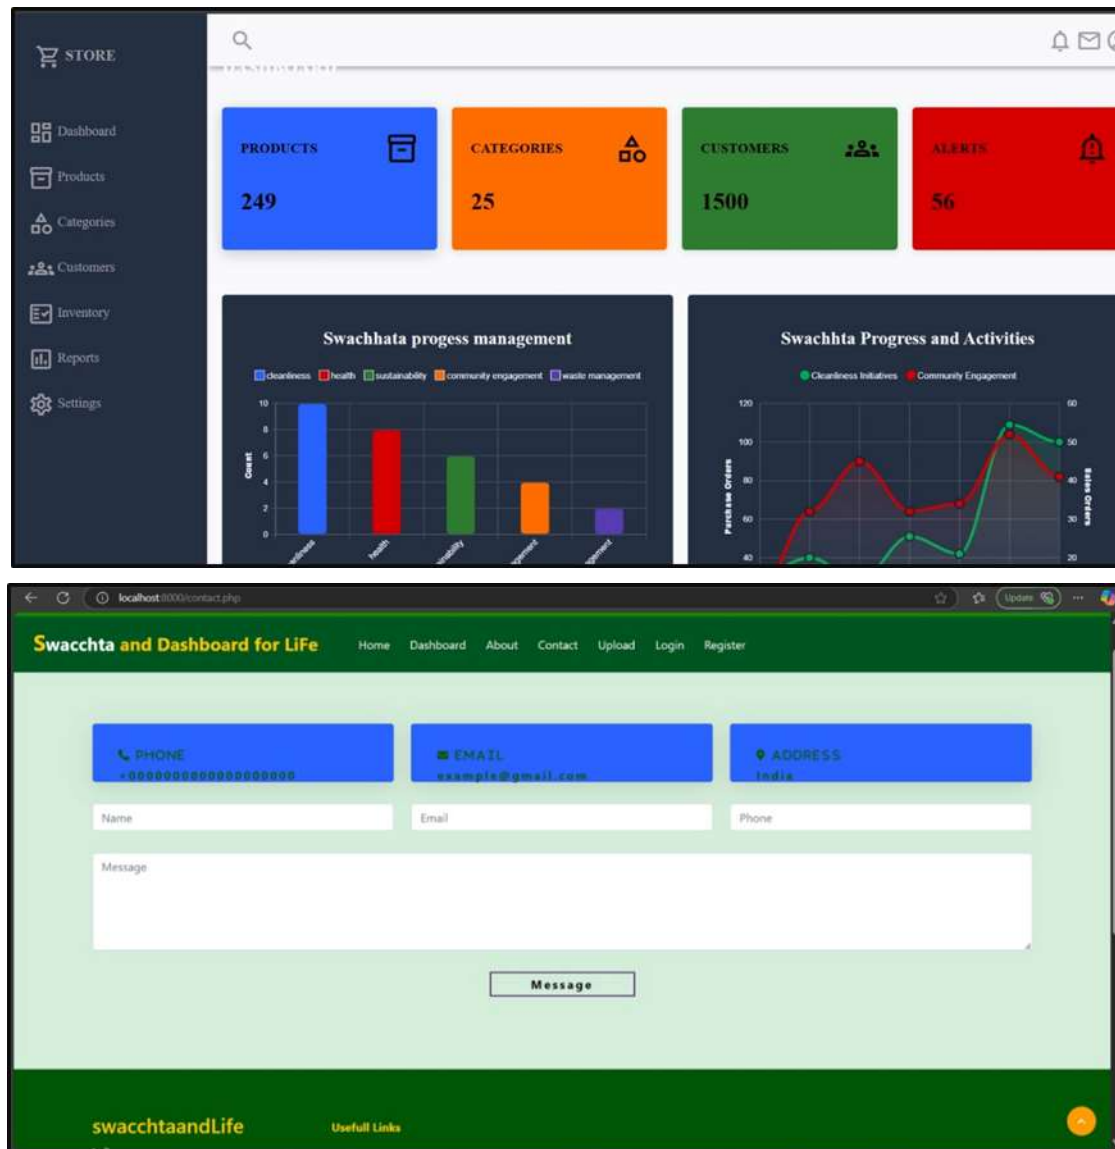 STORE
DASHBOARD
Dashboard
Products
Categories
Customers
Inventory
Reports
Settings
PRODUCTS
249
CATEGORIES
25
CUSTOMERS
1500
ALERTS
56
Swachhata progess management
cleanliness health sustainability community engagement waste management
Count
10
8
6
4
2
0
health
Swachhta Progress and Activities
Cleanliness Initiatives Community Engagement
Purchase Orders
120
100
80
60
40
60
50
40
30
20
Sales Orders
localhost:8000/contact.php
Update
Swacchta and Dashboard for LiFe
Home Dashboard About Contact Upload Login Register
PHONE
+0000000000000000000
EMAIL
example@gmail.com
ADDRESS
India
Name Email Phone
Message
Message
swacchtaandLife
Usefull Links